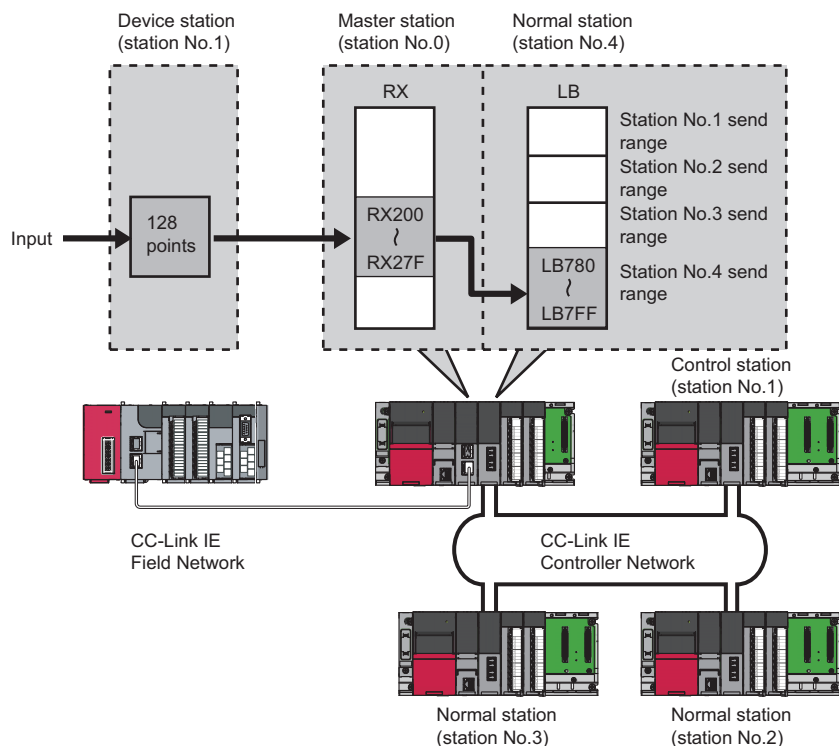 Device station
(station No.1)
Master station
(station No.0)
Normal station
(station No.4)
RX
LB
Station No.1 send
range
Station No.2 send
range
Station No.3 send
range
Station No.4 send
range
Input
128
points
RX200
~
RX27F
LB780
~
LB7FF
Control station
(station No.1)
CC-Link IE
Field Network
CC-Link IE
Controller Network
Normal station
(station No.3)
Normal station
(station No.2)